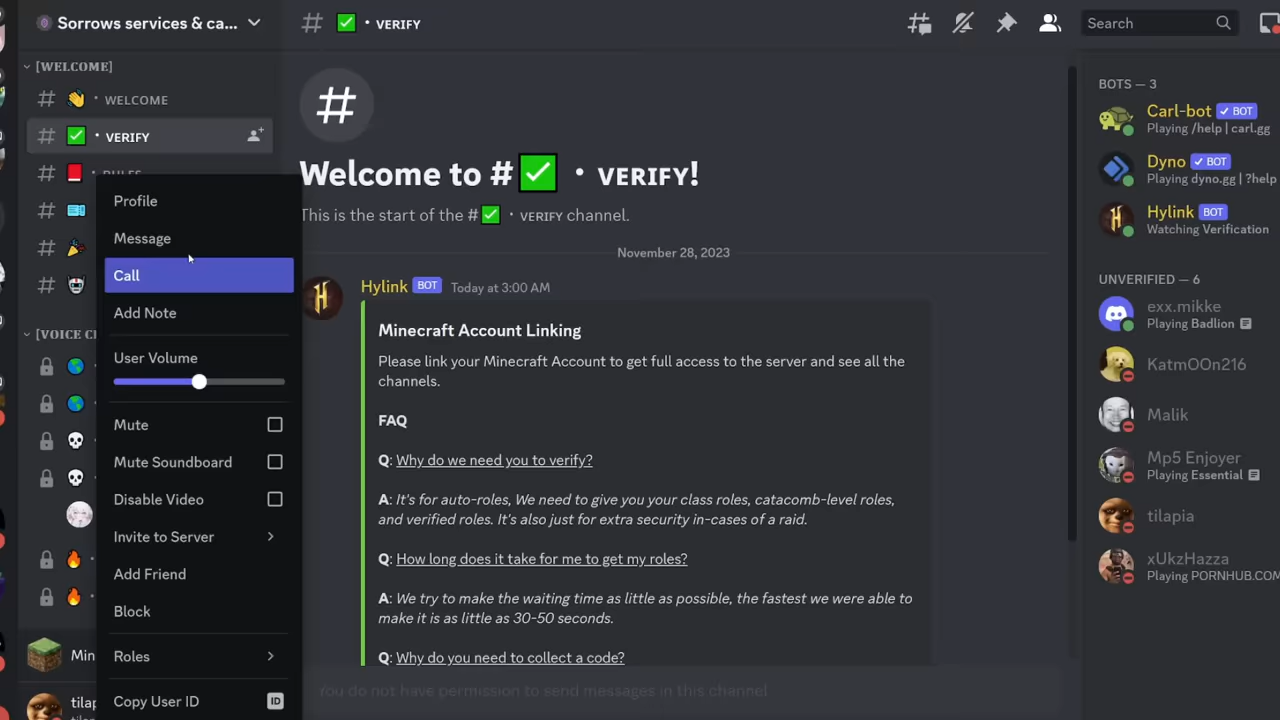 Sorrows services & ca...
[WELCOME]
WELCOME
VERIFY
RULES
Profile
Message
Call
Add Note
User Volume
Mute
Mute Soundboard
Disable Video
Invite to Server
Add Friend
Block
Roles
Copy User ID
ID
[VOICE C
Min
tilap
# ✅ • VERIFY
Search
Welcome to #✅ • VERIFY!
This is the start of the #✅ • VERIFY channel.
November 28, 2023
Hylink BOT Today at 3:00 AM
Minecraft Account Linking
Please link your Minecraft Account to get full access to the server and see all the
channels.
FAQ
Q: Why do we need you to verify?
A: It's for auto-roles, We need to give you your class roles, catacomb-level roles,
and verified roles. It's also just for extra security in-cases of a raid.
Q: How long does it take for me to get my roles?
A: We try to make the waiting time as little as possible, the fastest we were able to
make it is as little as 30-50 seconds.
Q: Why do you need to collect a code?
You do not have permission to send messages in this channel
BOTS — 3
Carl-bot ✓ BOT
Playing /help | carl.gg
Dyno ✓ BOT
Playing dyno.gg | ?help
Hylink BOT
Watching Verification
UNVERIFIED — 6
exx.mikke
Playing Badlion
KatmOOn216
Malik
Mp5 Enjoyer
Playing Essential
tilapia
xUkzHazza
Playing PORNHUB.COM